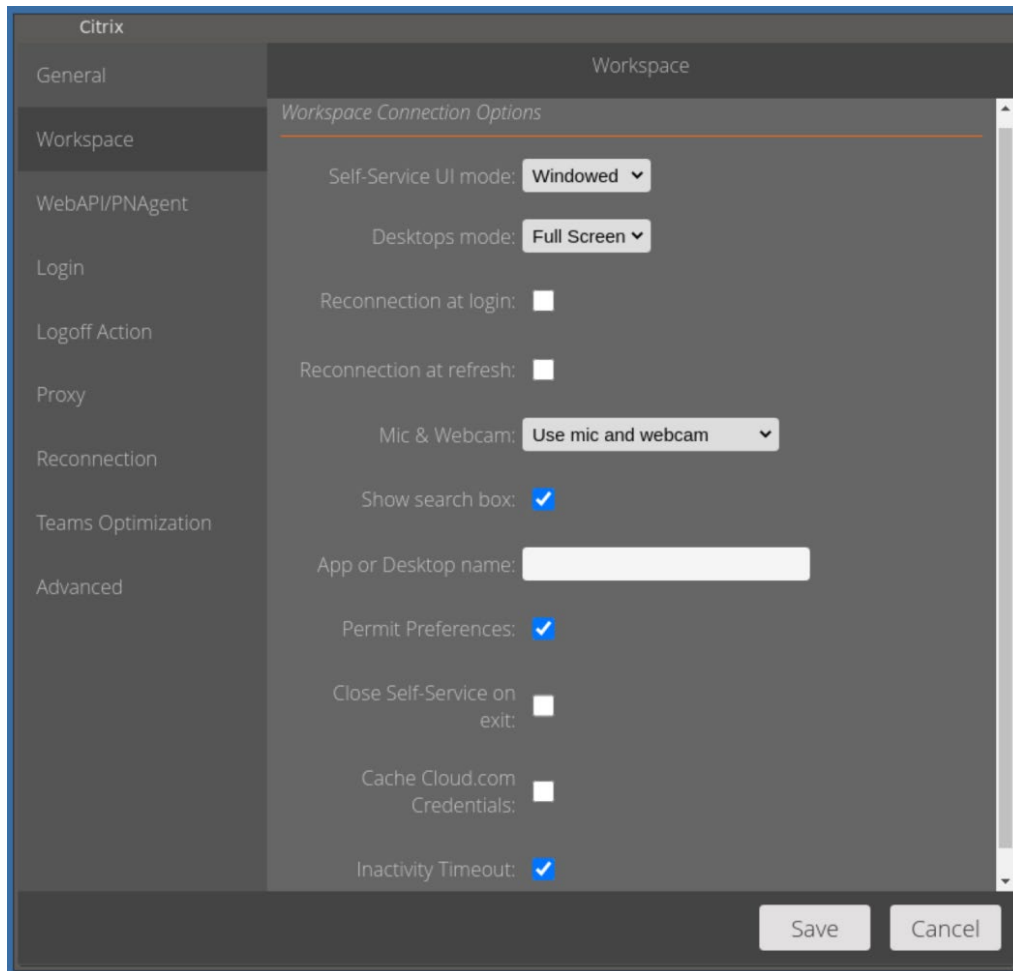 Citrix
General
Workspace
WebAPI/PNAgent
Login
Logoff Action
Proxy
Reconnection
Teams Optimization
Advanced
Workspace
Workspace Connection Options
Self-Service UI mode: Windowed
Desktops mode: Full Screen
Reconnection at login:
Reconnection at refresh:
Mic & Webcam: Use mic and webcam
Show search box:
App or Desktop name:
Permit Preferences:
Close Self-Service on
exit:
Cache Cloud.com
Credentials:
Inactivity Timeout:
Save Cancel